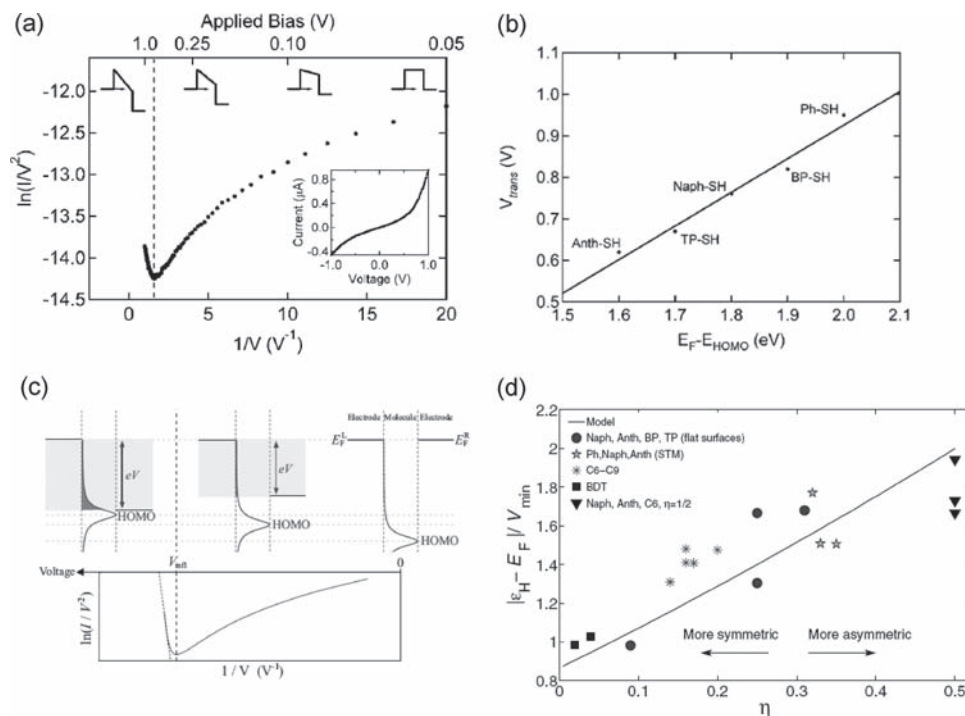 (a)
Applied Bias (V)
1.0 0.25 0.10 0.05
ln(I/V²)
-12.0
-12.5
-13.0
-13.5
-14.0
-14.5
0 5 10 15 20
1/V (V⁻¹)
Current (μA)
0.8
0.4
0.0
-0.4
-1.0 0.0 1.0
Voltage (V)
(b)
V_trans (V)
1.1
1.0
0.9
0.8
0.7
0.6
0.5
Ph-SH
BP-SH
Naph-SH
TP-SH
Anth-SH
1.5 1.6 1.7 1.8 1.9 2.0 2.1
E_F-E_HOMO (eV)
(c)
Electrode Molecule Electrode
E_F^L E_F^R
eV eV
HOMO HOMO HOMO
Voltage 0
ln(I / V²)
1 / V (V⁻¹)
(d)
|ε_H − E_F|/ V_min
2.2
2
1.8
1.6
1.4
1.2
1
0.8
Model
Naph, Anth, BP, TP (flat surfaces)
Ph,Naph,Anth (STM)
C6−C9
BDT
Naph, Anth, C6, η=1/2
More symmetric
More asymmetric
0 0.1 0.2 0.3 0.4 0.5
η